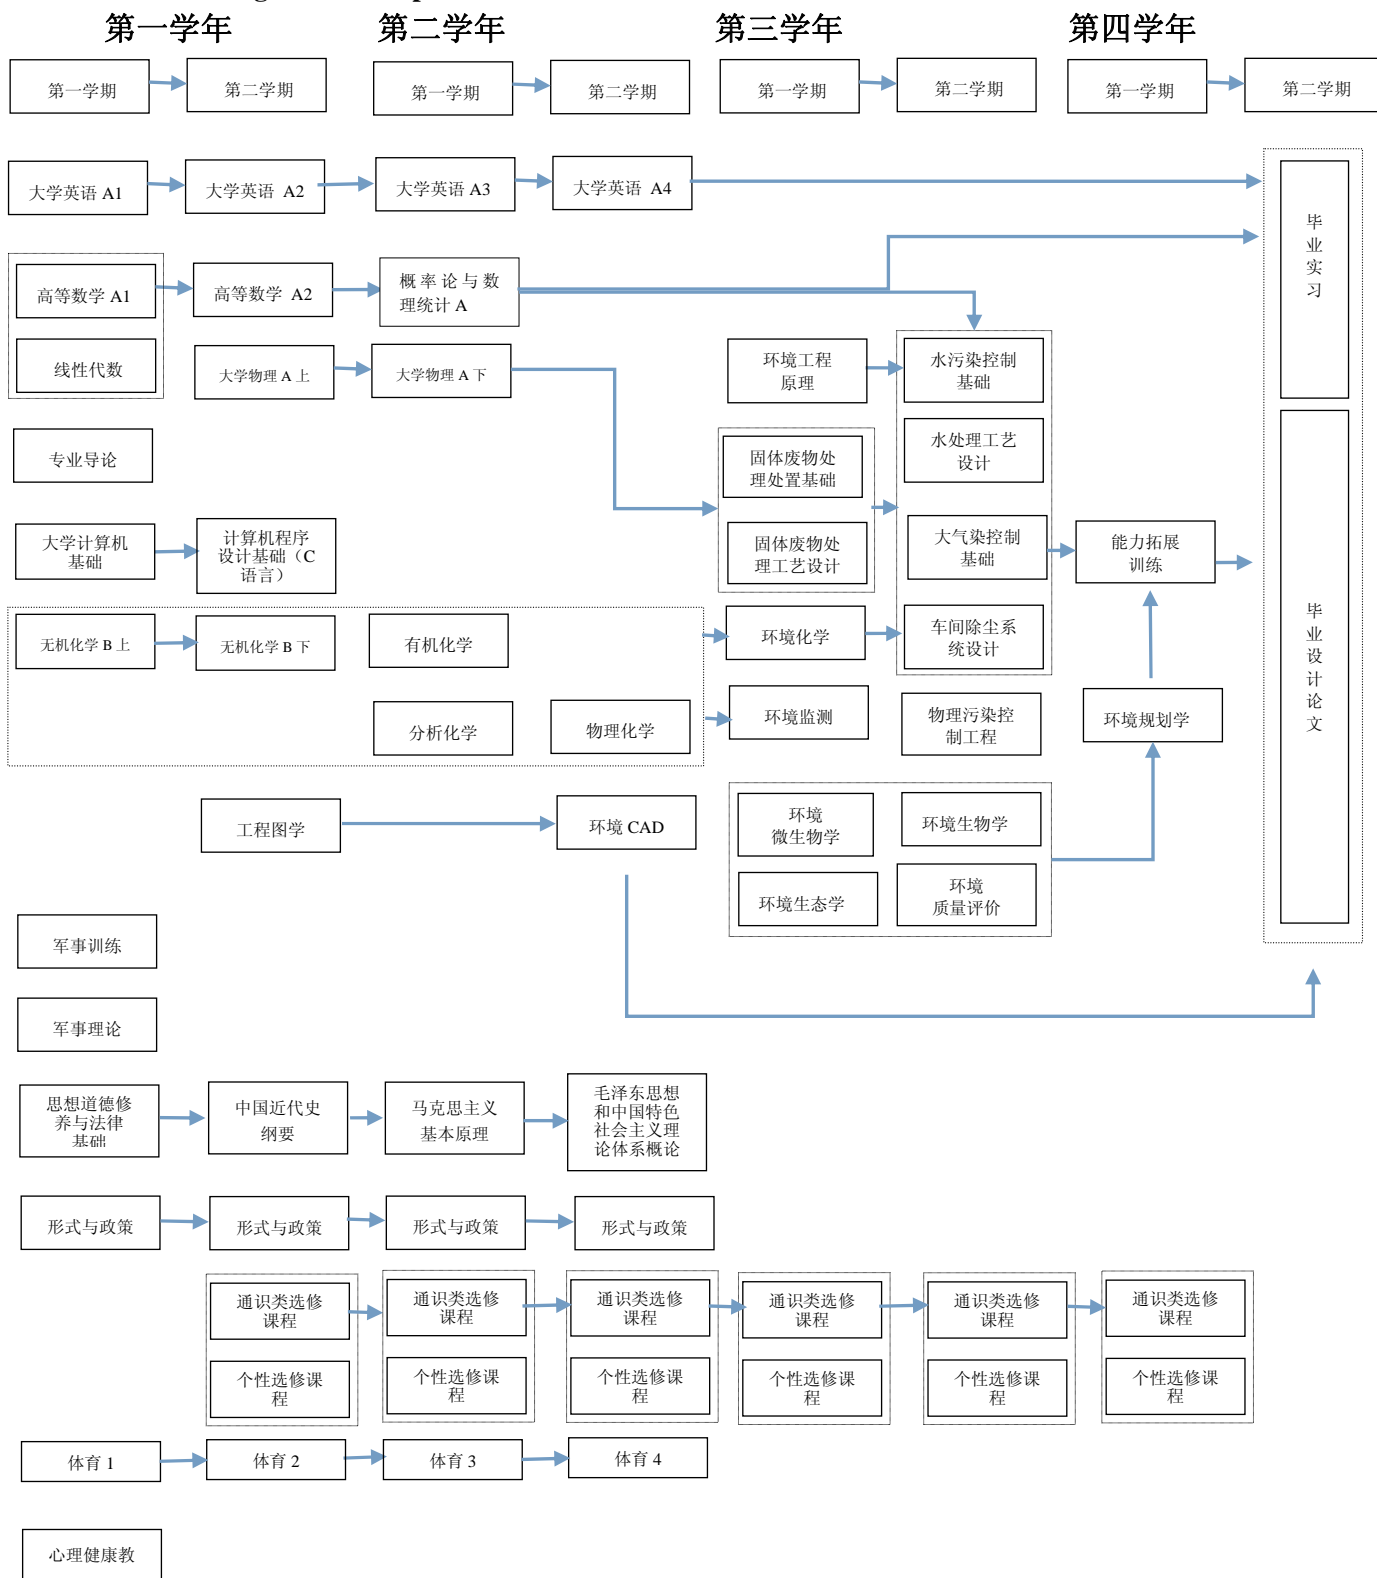 第一学年 第二学年 第三学年 第四学年
第一学期 第二学期 第一学期 第二学期 第一学期 第二学期 第一学期 第二学期
大学英语 A1 大学英语 A2 大学英语 A3 大学英语 A4
毕
业
实
习
高等数学 A1 高等数学 A2
概率论与数
理统计 A
线性代数
大学物理 A 上 大学物理 A 下
环境工程
原理
水污染控制
基础
专业导论
固体废物处
理处置基础
水处理工艺
设计
大学计算机
基础
计算机程序
设计基础（C
语言）
固体废物处
理工艺设计
大气染控制
基础
能力拓展
训练
毕
业
设
计
论
文
无机化学 B 上 无机化学 B 下 有机化学 环境化学
车间除尘系
统设计
分析化学 物理化学 环境监测
物理污染控
制工程
环境规划学
工程图学 环境 CAD
环境
微生物学
环境生物学
环境生态学
环境
质量评价
军事训练
军事理论
思想道德修
养与法律
基础
中国近代史
纲要
马克思主义
基本原理
毛泽东思想
和中国特色
社会主义理
论体系概论
形式与政策 形式与政策 形式与政策 形式与政策
通识类选修
课程
通识类选修
课程
通识类选修
课程
通识类选修
课程
通识类选修
课程
通识类选修
课程
个性选修课
程
个性选修课
程
个性选修课
程
个性选修课
程
个性选修课
程
个性选修课
程
体育 1 体育 2 体育 3 体育 4
心理健康教